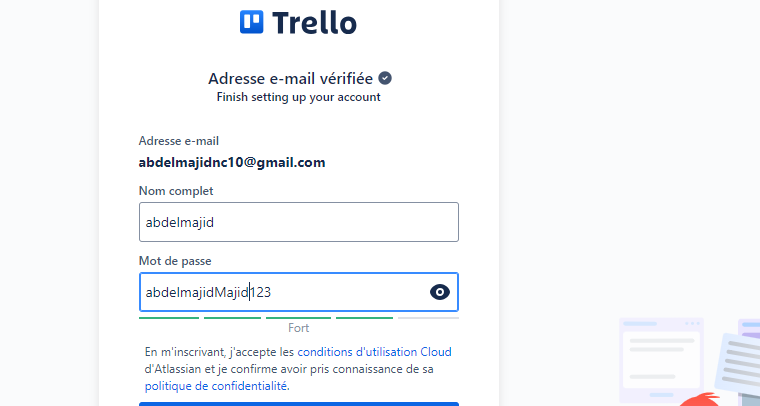 Trello
Adresse e-mail vérifiée
Finish setting up your account
Adresse e-mail
abdelmajidnc10@gmail.com
Nom complet
abdelmajid
Mot de passe
abdelmajidMajid123
Fort
En m'inscrivant, j'accepte les conditions d'utilisation Cloud
d'Atlassian et je confirme avoir pris connaissance de sa
politique de confidentialité.